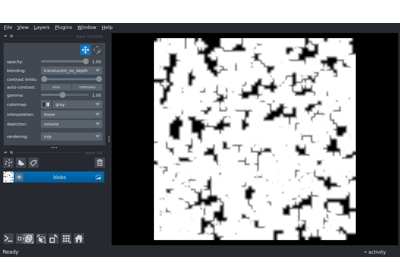 File View Layers Plugins Window Help
opacity: 1.00
blending: translucent_no_depth
contrast limits:
auto-contrast: once continuous
gamma: 1.00
colormap: gray
interpolation: linear
depiction: volume
rendering: mip
blobs
Ready
activity